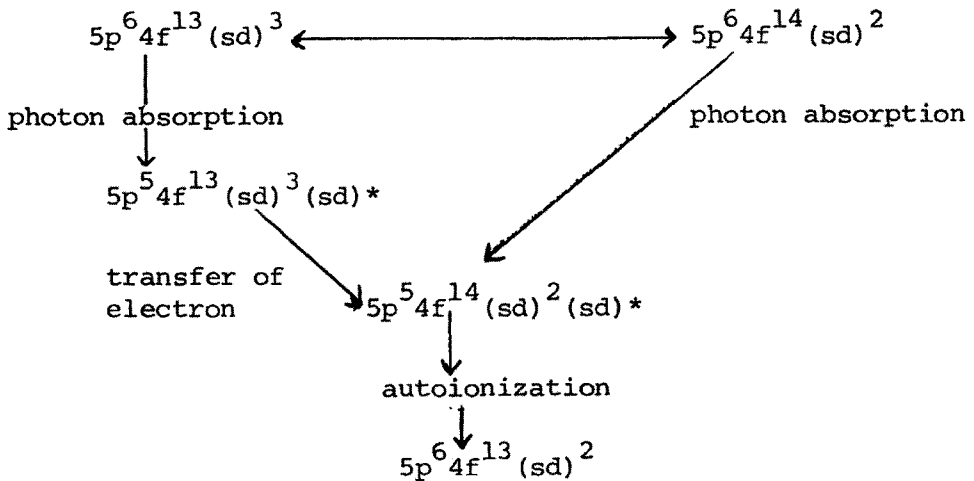 5p⁶4f¹³(sd)³ 5p⁶4f¹⁴(sd)²
photon absorption photon absorption
5p⁵4f¹³(sd)³(sd)*
transfer of
electron
5p⁵4f¹⁴(sd)²(sd)*
autoionization
5p⁶4f¹³(sd)²